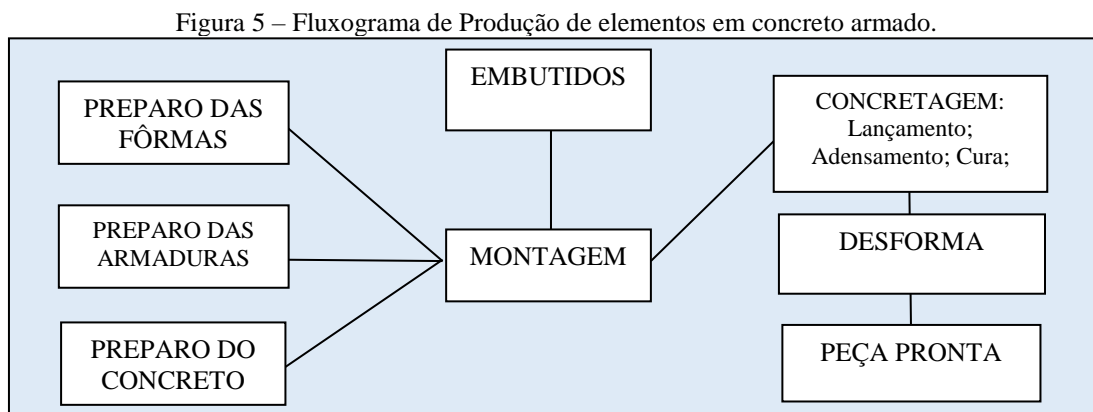 Figura 5 – Fluxograma de Produção de elementos em concreto armado.
PREPARO DAS
FÔRMAS
PREPARO DAS
ARMADURAS
PREPARO DO
CONCRETO
EMBUTIDOS
MONTAGEM
CONCRETAGEM:
Lançamento;
Adensamento; Cura;
DESFORMA
PEÇA PRONTA